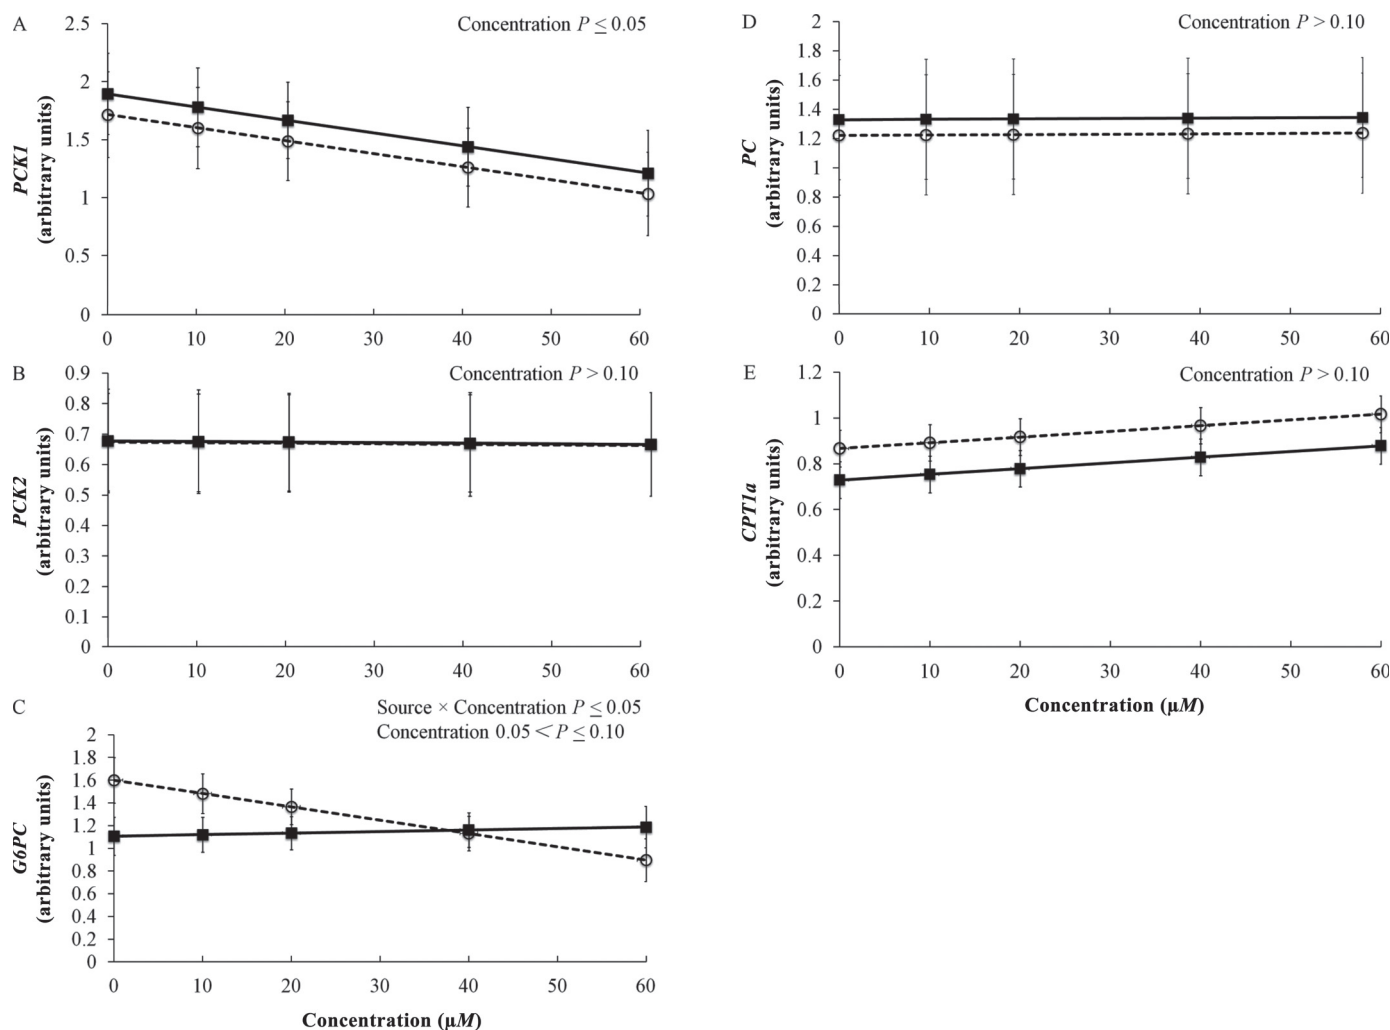 A
Concentration P ≤ 0.05
PCK1
(arbitrary units)
2.5
2
1.5
1
0.5
0
0 10 20 30 40 50 60
B
Concentration P > 0.10
PCK2
(arbitrary units)
0.9
0.8
0.7
0.6
0.5
0.4
0.3
0.2
0.1
0
0 10 20 30 40 50 60
C
Source × Concentration P ≤ 0.05
Concentration 0.05 < P ≤ 0.10
G6PC
(arbitrary units)
2
1.8
1.6
1.4
1.2
1
0.8
0.6
0.4
0.2
0
0 10 20 30 40 50 60
Concentration (µM)
D
Concentration P > 0.10
PC
(arbitrary units)
2
1.8
1.6
1.4
1.2
1
0.8
0.6
0.4
0.2
0
0 10 20 30 40 50 60
E
Concentration P > 0.10
CPT1a
(arbitrary units)
1.2
1
0.8
0.6
0.4
0.2
0
0 10 20 30 40 50 60
Concentration (µM)